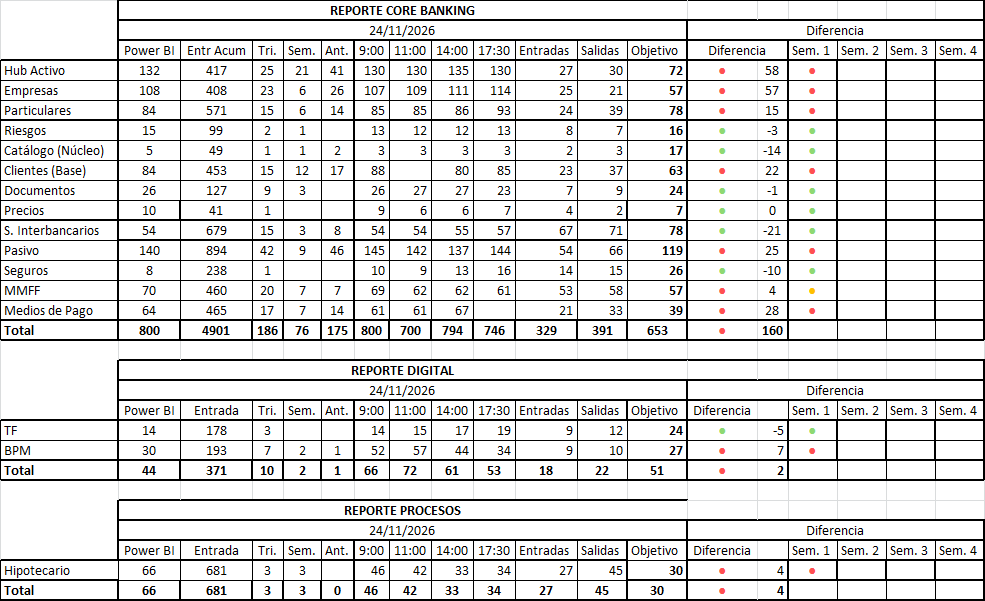 REPORTE CORE BANKING
24/11/2026 Diferencia
Power BI Entr Acum Tri. Sem. Ant. 9:00 11:00 14:00 17:30 Entradas Salidas Objetivo Diferencia Sem. 1 Sem. 2 Sem. 3 Sem. 4
Hub Activo 132 417 25 21 41 130 130 135 130 27 30 72 58
Empresas 108 408 23 6 26 107 109 111 114 25 21 57 57
Particulares 84 571 15 6 14 85 85 86 93 24 39 78 15
Riesgos 15 99 2 1 13 12 12 13 8 7 16 -3
Catálogo (Núcleo) 5 49 1 1 2 3 3 3 3 2 3 17 -14
Clientes (Base) 84 453 15 12 17 88 80 85 23 37 63 22
Documentos 26 127 9 3 26 27 27 23 7 9 24 -1
Precios 10 41 1 9 6 6 7 4 2 7 0
S. Interbancarios 54 679 15 3 8 54 54 55 57 67 71 78 -21
Pasivo 140 894 42 9 46 145 142 137 144 54 66 119 25
Seguros 8 238 1 10 9 13 16 14 15 26 -10
MMFF 70 460 20 7 7 69 62 62 61 53 58 57 4
Medios de Pago 64 465 17 7 14 61 61 67 21 33 39 28
Total 800 4901 186 76 175 800 700 794 746 329 391 653 160
REPORTE DIGITAL
24/11/2026 Diferencia
Power BI Entrada Tri. Sem. Ant. 9:00 11:00 14:00 17:30 Entradas Salidas Objetivo Diferencia Sem. 1 Sem. 2 Sem. 3 Sem. 4
TF 14 178 3 14 15 17 19 9 12 24 -5
BPM 30 193 7 2 1 52 57 44 34 9 10 27 7
Total 44 371 10 2 1 66 72 61 53 18 22 51 2
REPORTE PROCESOS
24/11/2026 Diferencia
Power BI Entrada Tri. Sem. Ant. 9:00 11:00 14:00 17:30 Entradas Salidas Objetivo Diferencia Sem. 1 Sem. 2 Sem. 3 Sem. 4
Hipotecario 66 681 3 3 46 42 33 34 27 45 30 4
Total 66 681 3 3 0 46 42 33 34 27 45 30 4